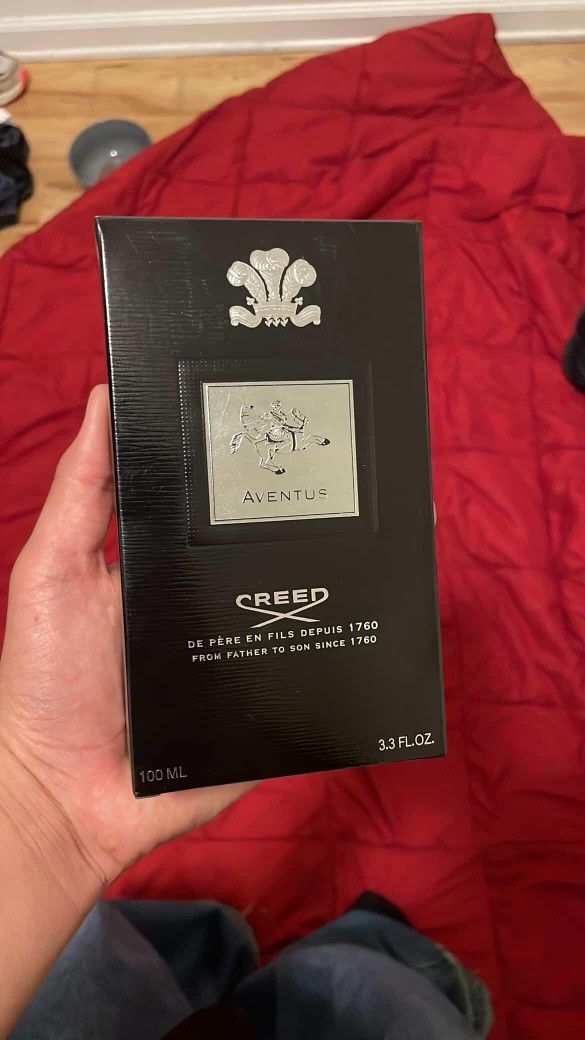 AVENTUS
CREED
DE PÈRE EN FILS DEPUIS 1760
FROM FATHER TO SON SINCE 1760
100 ML
3.3 FL.OZ.